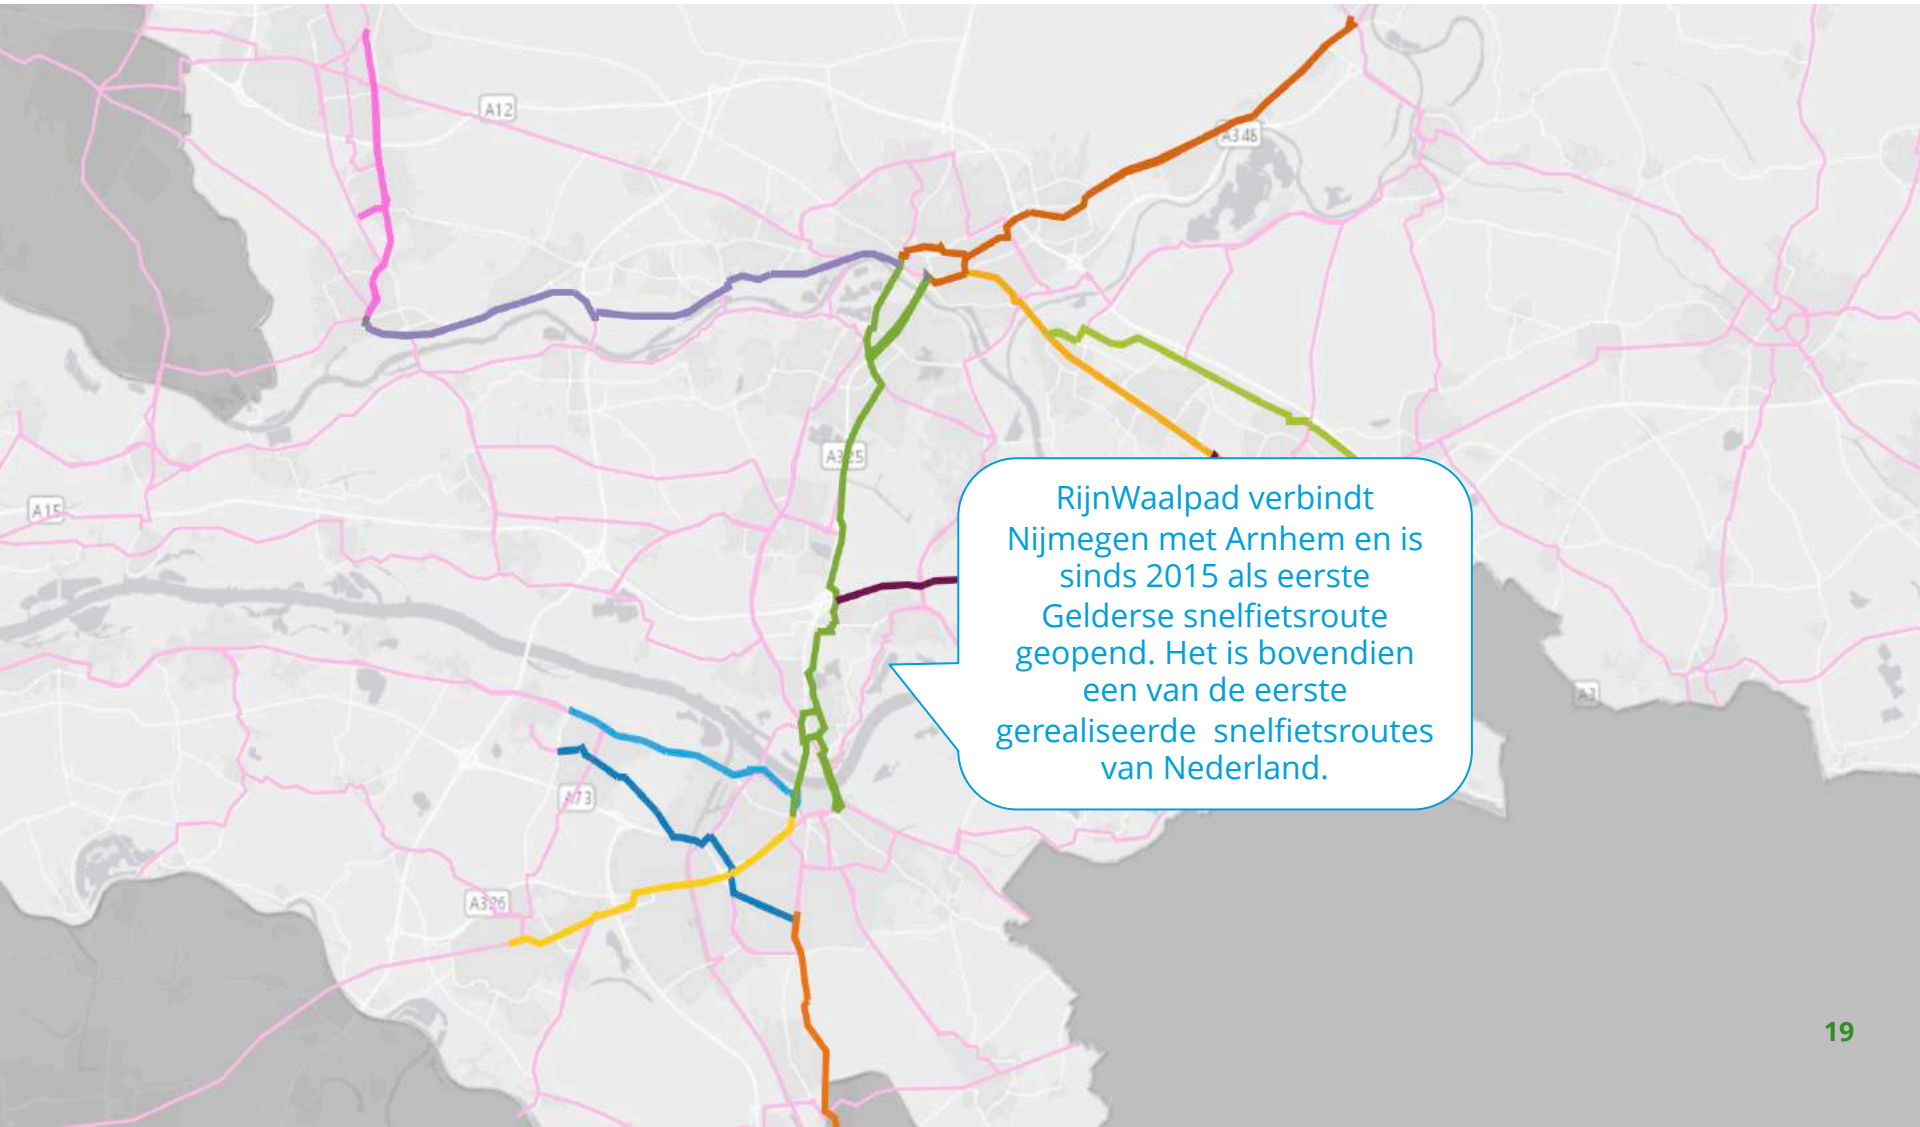 A12
A348
A325
A15
RijnWaalpad verbindt
Nijmegen met Arnhem en is
sinds 2015 als eerste
Gelderse snelfietsroute
geopend. Het is bovendien
een van de eerste
gerealiseerde  snelfietsroutes
van Nederland.
A3
A73
A326
19